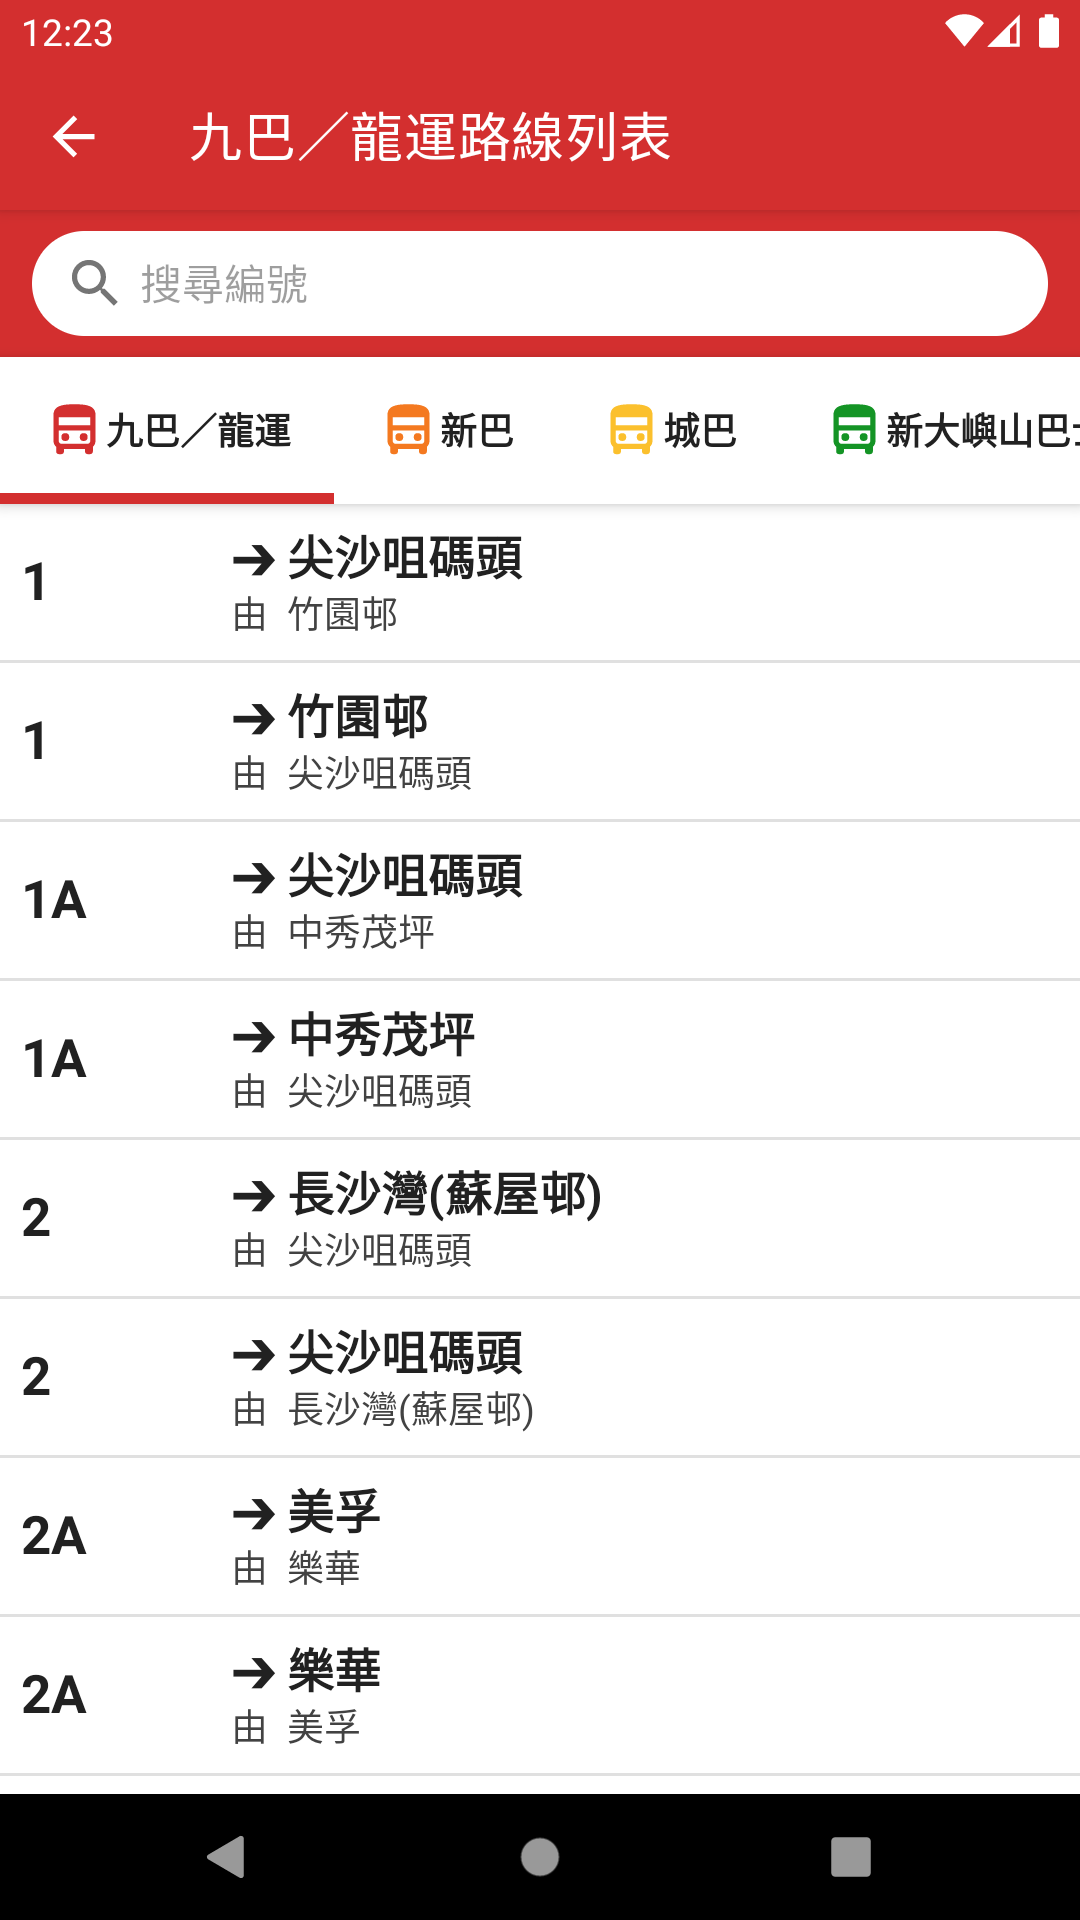 12:23
九巴／龍運路線列表
搜尋編號
九巴／龍運 新巴 城巴 新大嶼山巴士
1 ➔ 尖沙咀碼頭
由 竹園邨
1 ➔ 竹園邨
由 尖沙咀碼頭
1A ➔ 尖沙咀碼頭
由 中秀茂坪
1A ➔ 中秀茂坪
由 尖沙咀碼頭
2 ➔ 長沙灣(蘇屋邨)
由 尖沙咀碼頭
2 ➔ 尖沙咀碼頭
由 長沙灣(蘇屋邨)
2A ➔ 美孚
由 樂華
2A ➔ 樂華
由 美孚